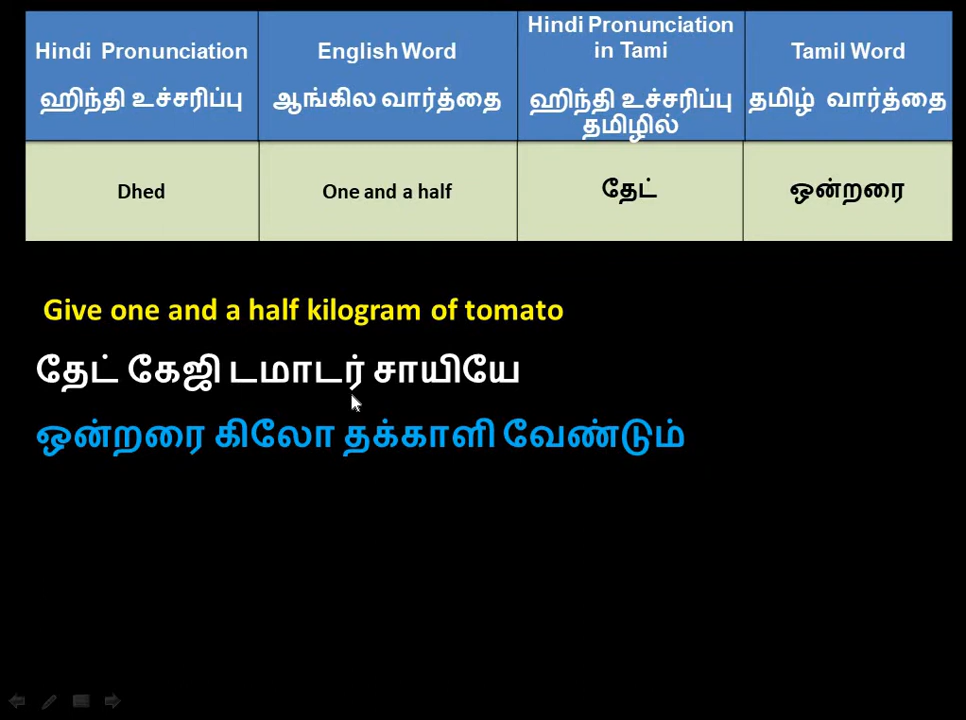 Hindi Pronunciation
ஹிந்தி உச்சரிப்பு
English Word
ஆங்கில வார்த்தை
Hindi Pronunciation
in Tami
ஹிந்தி உச்சரிப்பு
தமிழில்
Tamil Word
தமிழ் வார்த்தை
Dhed
One and a half
தேட்
ஒன்றரை
Give one and a half kilogram of tomato
தேட் கேஜி டமாடர் சாயியே
ஒன்றரை கிலோ தக்காளி வேண்டும்